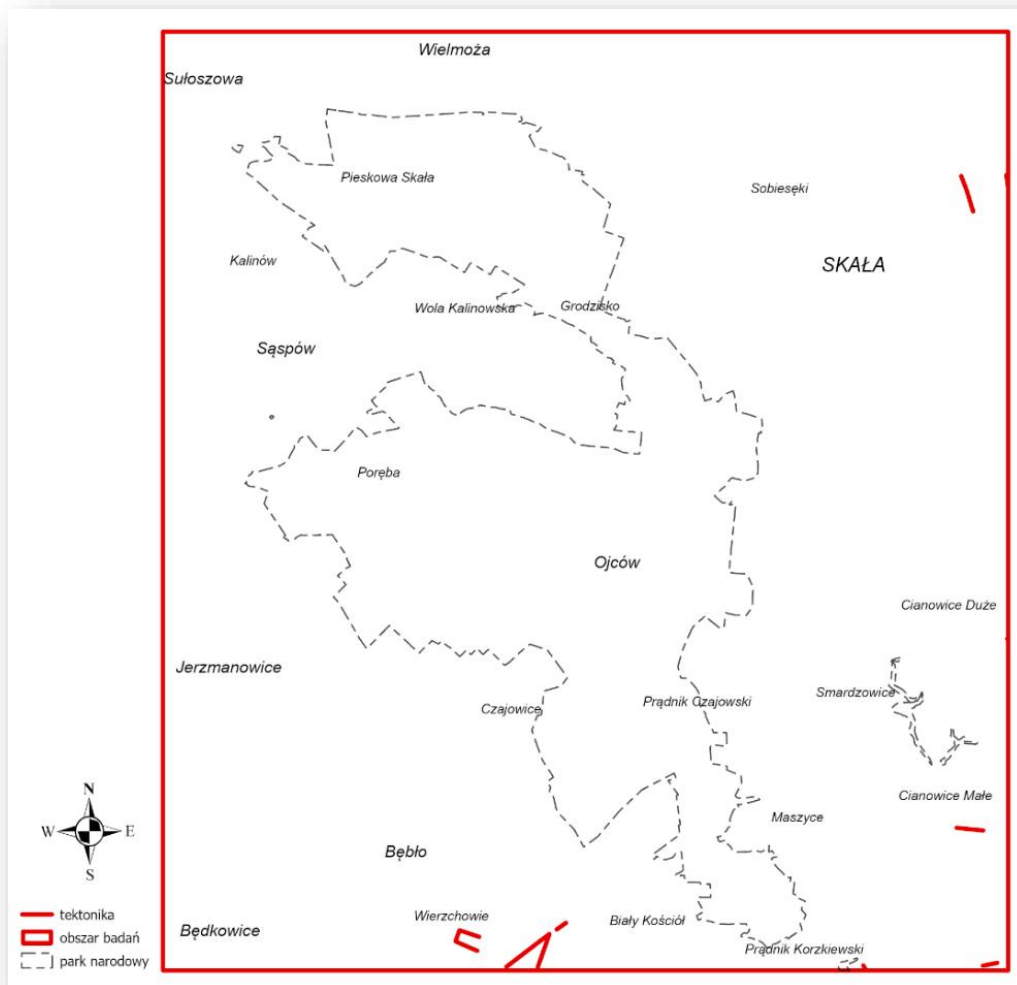 Wielmoża
Sułoszowa
Pieskowa Skała
Sobiesęki
Kalinów
SKAŁA
Wola Kalinowska
Grodzisko
Sąspów
Poręba
Ojców
Cianowice Duże
Jerzmanowice
Smardzowice
Czajowice
Prądnik Czajowski
N
W
E
S
Cianowice Małe
Maszyce
Bębło
tektonika
Wierzchowie
Biały Kościół
obszar badań
Będkowice
Prądnik Korzkiewski
park narodowy